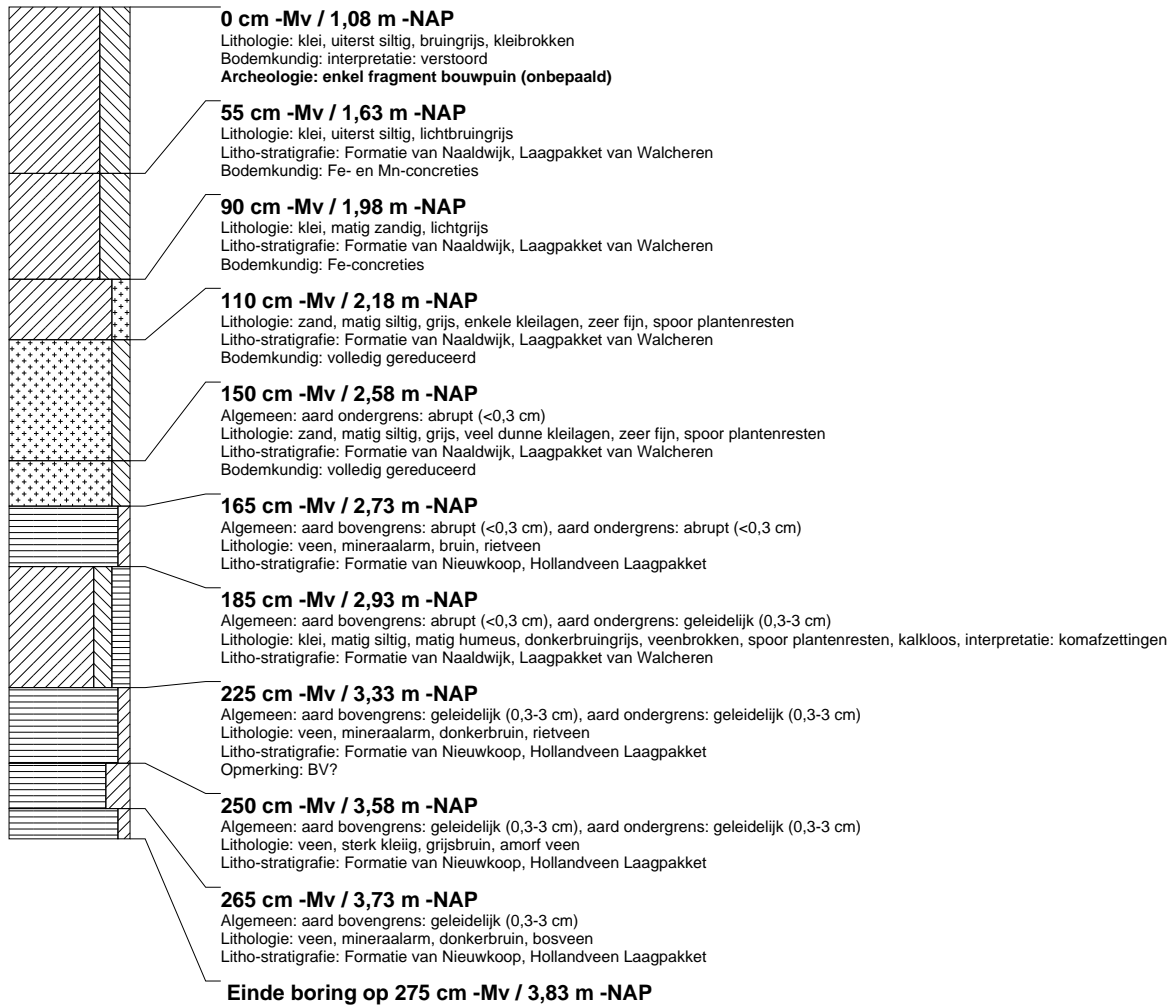 0 cm -Mv / 1,08 m -NAP
Lithologie: klei, uiterst siltig, bruingrijs, kleibrokken
Bodemkundig: interpretatie: verstoord
Archeologie: enkel fragment bouwpuin (onbepaald)
55 cm -Mv / 1,63 m -NAP
Lithologie: klei, uiterst siltig, lichtbruingrijs
Litho-stratigrafie: Formatie van Naaldwijk, Laagpakket van Walcheren
Bodemkundig: Fe- en Mn-concreties
90 cm -Mv / 1,98 m -NAP
Lithologie: klei, matig zandig, lichtgrijs
Litho-stratigrafie: Formatie van Naaldwijk, Laagpakket van Walcheren
Bodemkundig: Fe-concreties
110 cm -Mv / 2,18 m -NAP
Lithologie: zand, matig siltig, grijs, enkele kleilagen, zeer fijn, spoor plantenresten
Litho-stratigrafie: Formatie van Naaldwijk, Laagpakket van Walcheren
Bodemkundig: volledig gereduceerd
150 cm -Mv / 2,58 m -NAP
Algemeen: aard ondergrens: abrupt (<0,3 cm)
Lithologie: zand, matig siltig, grijs, veel dunne kleilagen, zeer fijn, spoor plantenresten
Litho-stratigrafie: Formatie van Naaldwijk, Laagpakket van Walcheren
Bodemkundig: volledig gereduceerd
165 cm -Mv / 2,73 m -NAP
Algemeen: aard bovengrens: abrupt (<0,3 cm), aard ondergrens: abrupt (<0,3 cm)
Lithologie: veen, mineraalarm, bruin, rietveen
Litho-stratigrafie: Formatie van Nieuwkoop, Hollandveen Laagpakket
185 cm -Mv / 2,93 m -NAP
Algemeen: aard bovengrens: abrupt (<0,3 cm), aard ondergrens: geleidelijk (0,3-3 cm)
Lithologie: klei, matig siltig, matig humeus, donkerbruingrijs, veenbrokken, spoor plantenresten, kalkloos, interpretatie: komafzettingen
Litho-stratigrafie: Formatie van Naaldwijk, Laagpakket van Walcheren
225 cm -Mv / 3,33 m -NAP
Algemeen: aard bovengrens: geleidelijk (0,3-3 cm), aard ondergrens: geleidelijk (0,3-3 cm)
Lithologie: veen, mineraalarm, donkerbruin, rietveen
Litho-stratigrafie: Formatie van Nieuwkoop, Hollandveen Laagpakket
Opmerking: BV?
250 cm -Mv / 3,58 m -NAP
Algemeen: aard bovengrens: geleidelijk (0,3-3 cm), aard ondergrens: geleidelijk (0,3-3 cm)
Lithologie: veen, sterk kleiig, grijsbruin, amorf veen
Litho-stratigrafie: Formatie van Nieuwkoop, Hollandveen Laagpakket
265 cm -Mv / 3,73 m -NAP
Algemeen: aard bovengrens: geleidelijk (0,3-3 cm)
Lithologie: veen, mineraalarm, donkerbruin, bosveen
Litho-stratigrafie: Formatie van Nieuwkoop, Hollandveen Laagpakket
Einde boring op 275 cm -Mv / 3,83 m -NAP